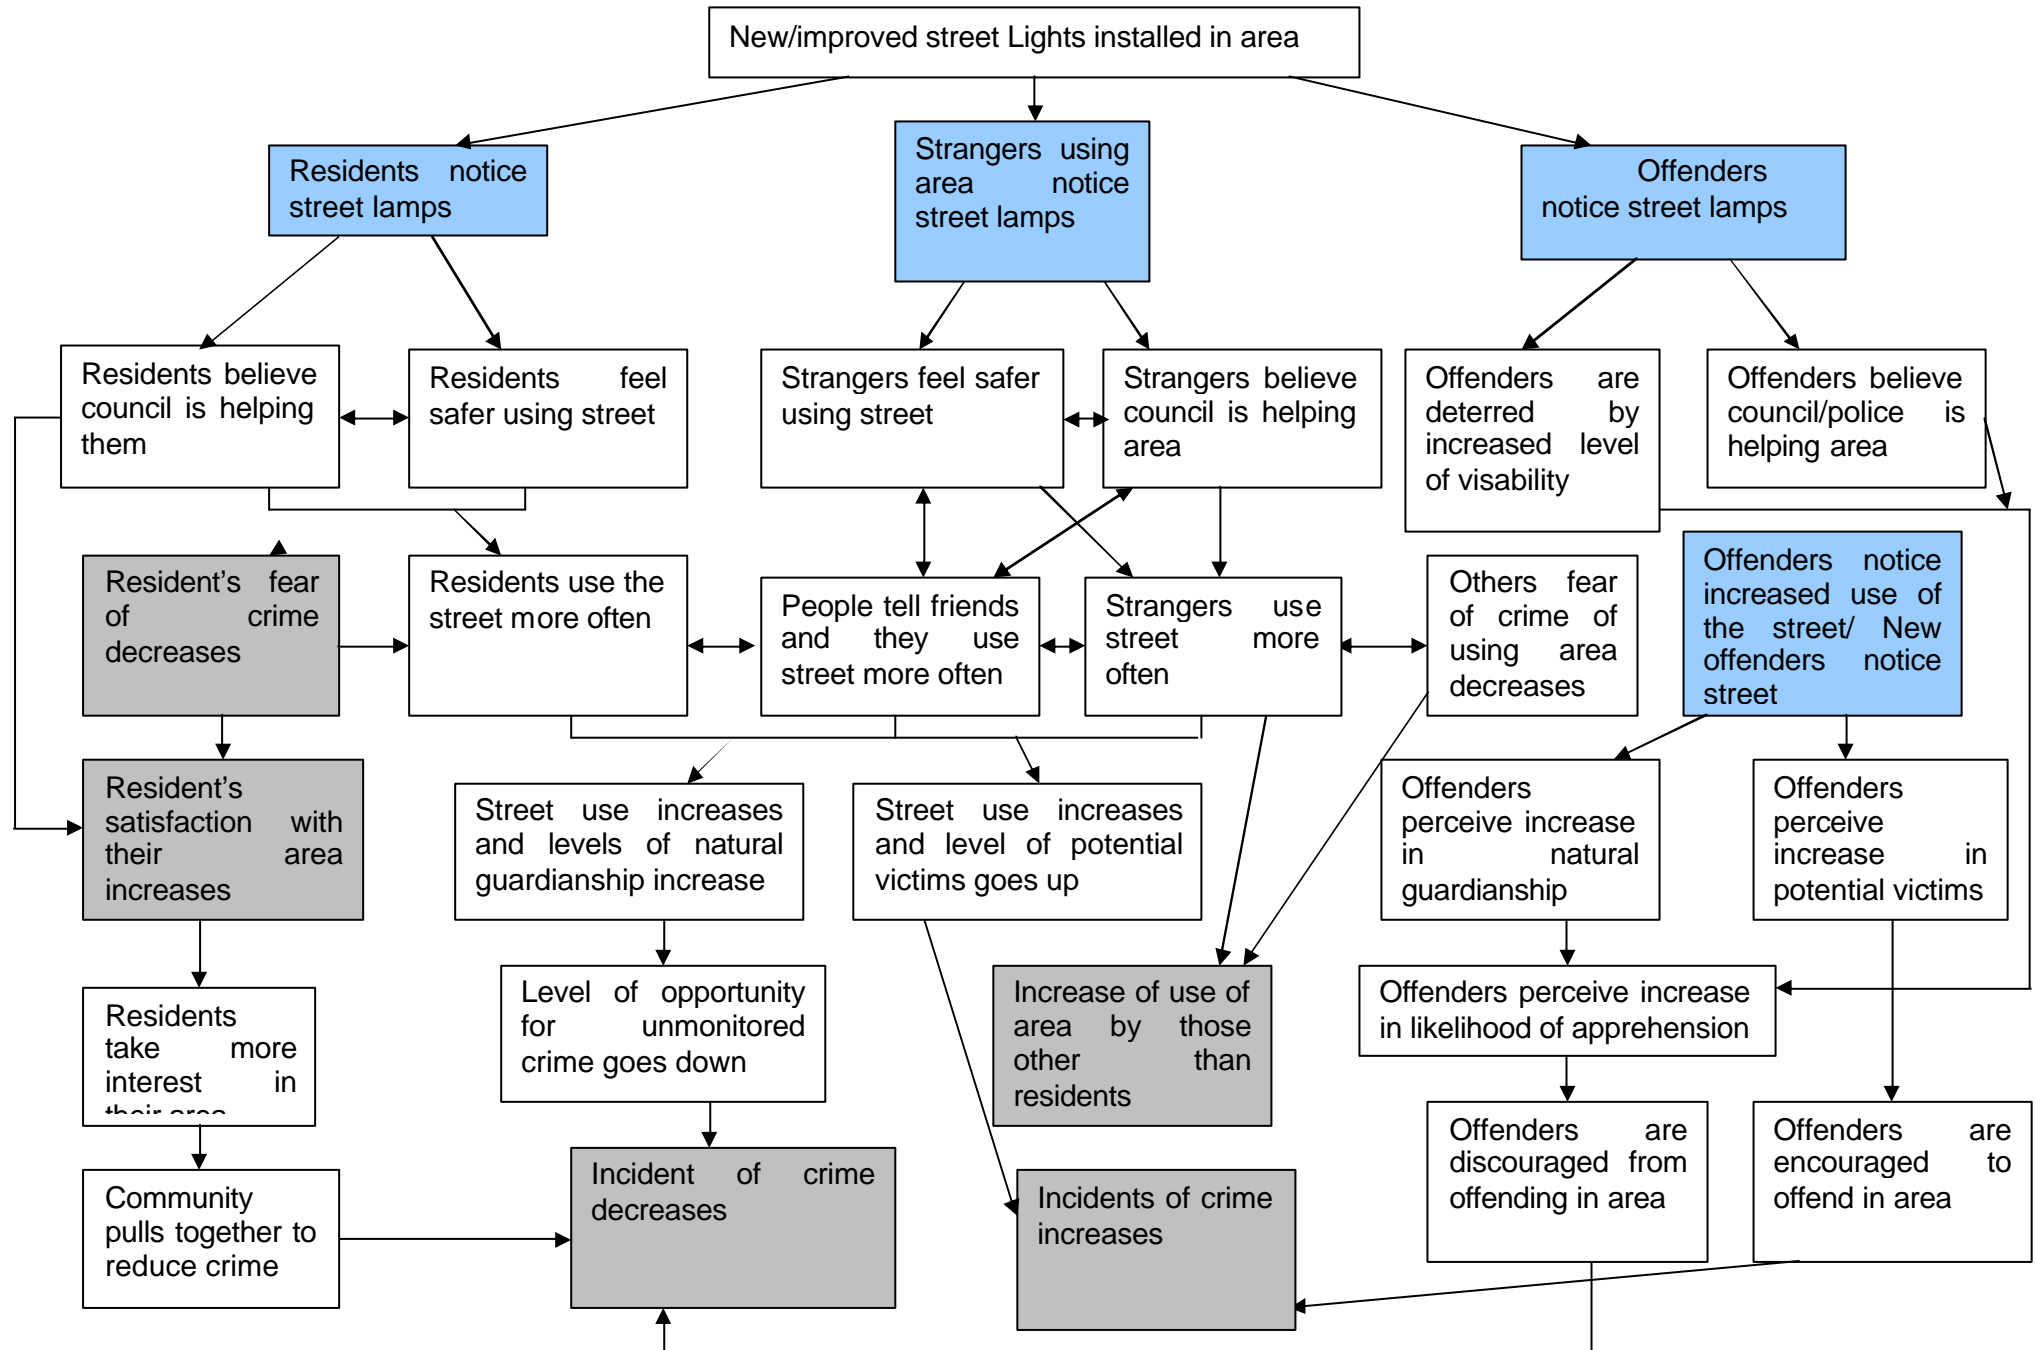 New/improved street Lights installed in area
Residents notice
street lamps
Strangers using
area notice
street lamps
Offenders
notice street lamps
Residents believe
council is helping
them
Residents feel
safer using street
Strangers feel safer
using street
Strangers believe
council is helping
area
Offenders are
deterred by
increased level
of visability
Offenders believe
council/police is
helping area
Resident’s fear
of crime
decreases
Residents use the
street more often
People tell friends
and they use
street more often
Strangers use
street more
often
Others fear
of crime of
using area
decreases
Offenders notice
increased use of
the street/ New
offenders notice
street
Resident’s
satisfaction with
their area
increases
Street use increases
and levels of natural
guardianship increase
Street use increases
and level of potential
victims goes up
Offenders
perceive increase
in natural
guardianship
Offenders
perceive
increase in
potential victims
Residents
take more
interest in
their area
Level of opportunity
for unmonitored
crime goes down
Increase of use of
area by those
other than
residents
Offenders perceive increase
in likelihood of apprehension
Community
pulls together to
reduce crime
Incident of crime
decreases
Incidents of crime
increases
Offenders are
discouraged from
offending in area
Offenders are
encouraged to
offend in area